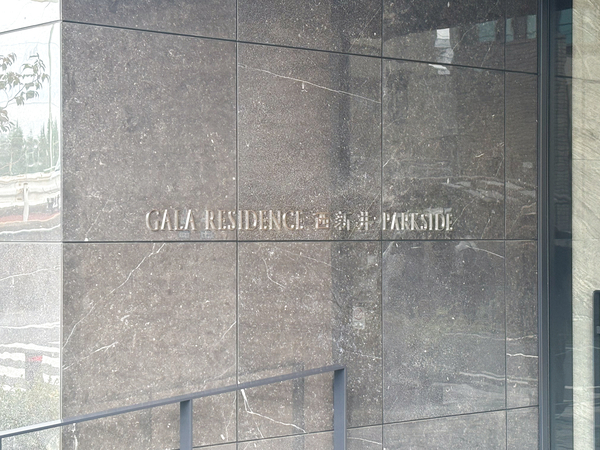 GALA RESIDENCE 西新井 PARKSIDE